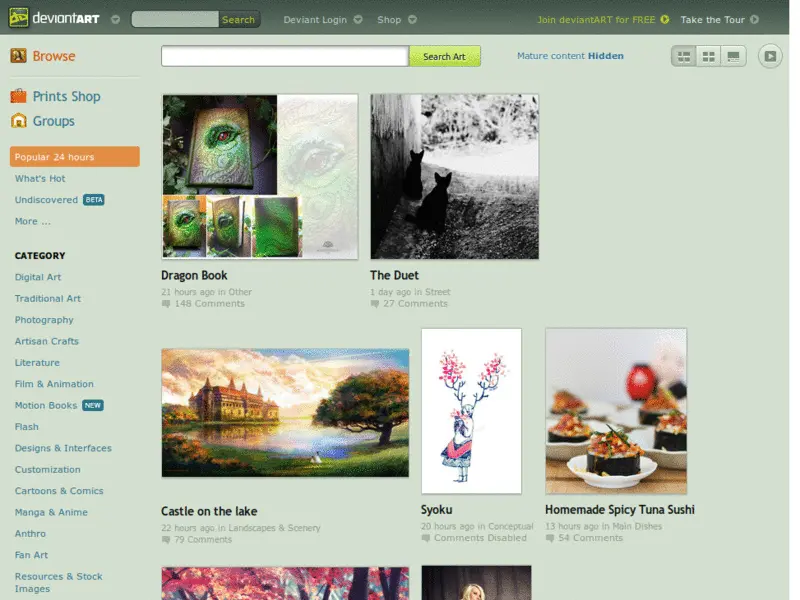 deviantART
Search
Deviant Login
Shop
Join deviantART for FREE
Take the Tour
Browse
Search Art
Mature content Hidden
Prints Shop
Groups
Popular 24 hours
What's Hot
Undiscovered BETA
More ...
CATEGORY
Digital Art
Traditional Art
Photography
Artisan Crafts
Literature
Film & Animation
Motion Books NEW
Flash
Designs & Interfaces
Customization
Cartoons & Comics
Manga & Anime
Anthro
Fan Art
Resources & Stock
Images
Dragon Book
21 hours ago in Other
148 Comments
The Duet
1 day ago in Street
27 Comments
Castle on the lake
22 hours ago in Landscapes & Scenery
79 Comments
Syoku
20 hours ago in Conceptual
Comments Disabled
Homemade Spicy Tuna Sushi
13 hours ago in Main Dishes
54 Comments